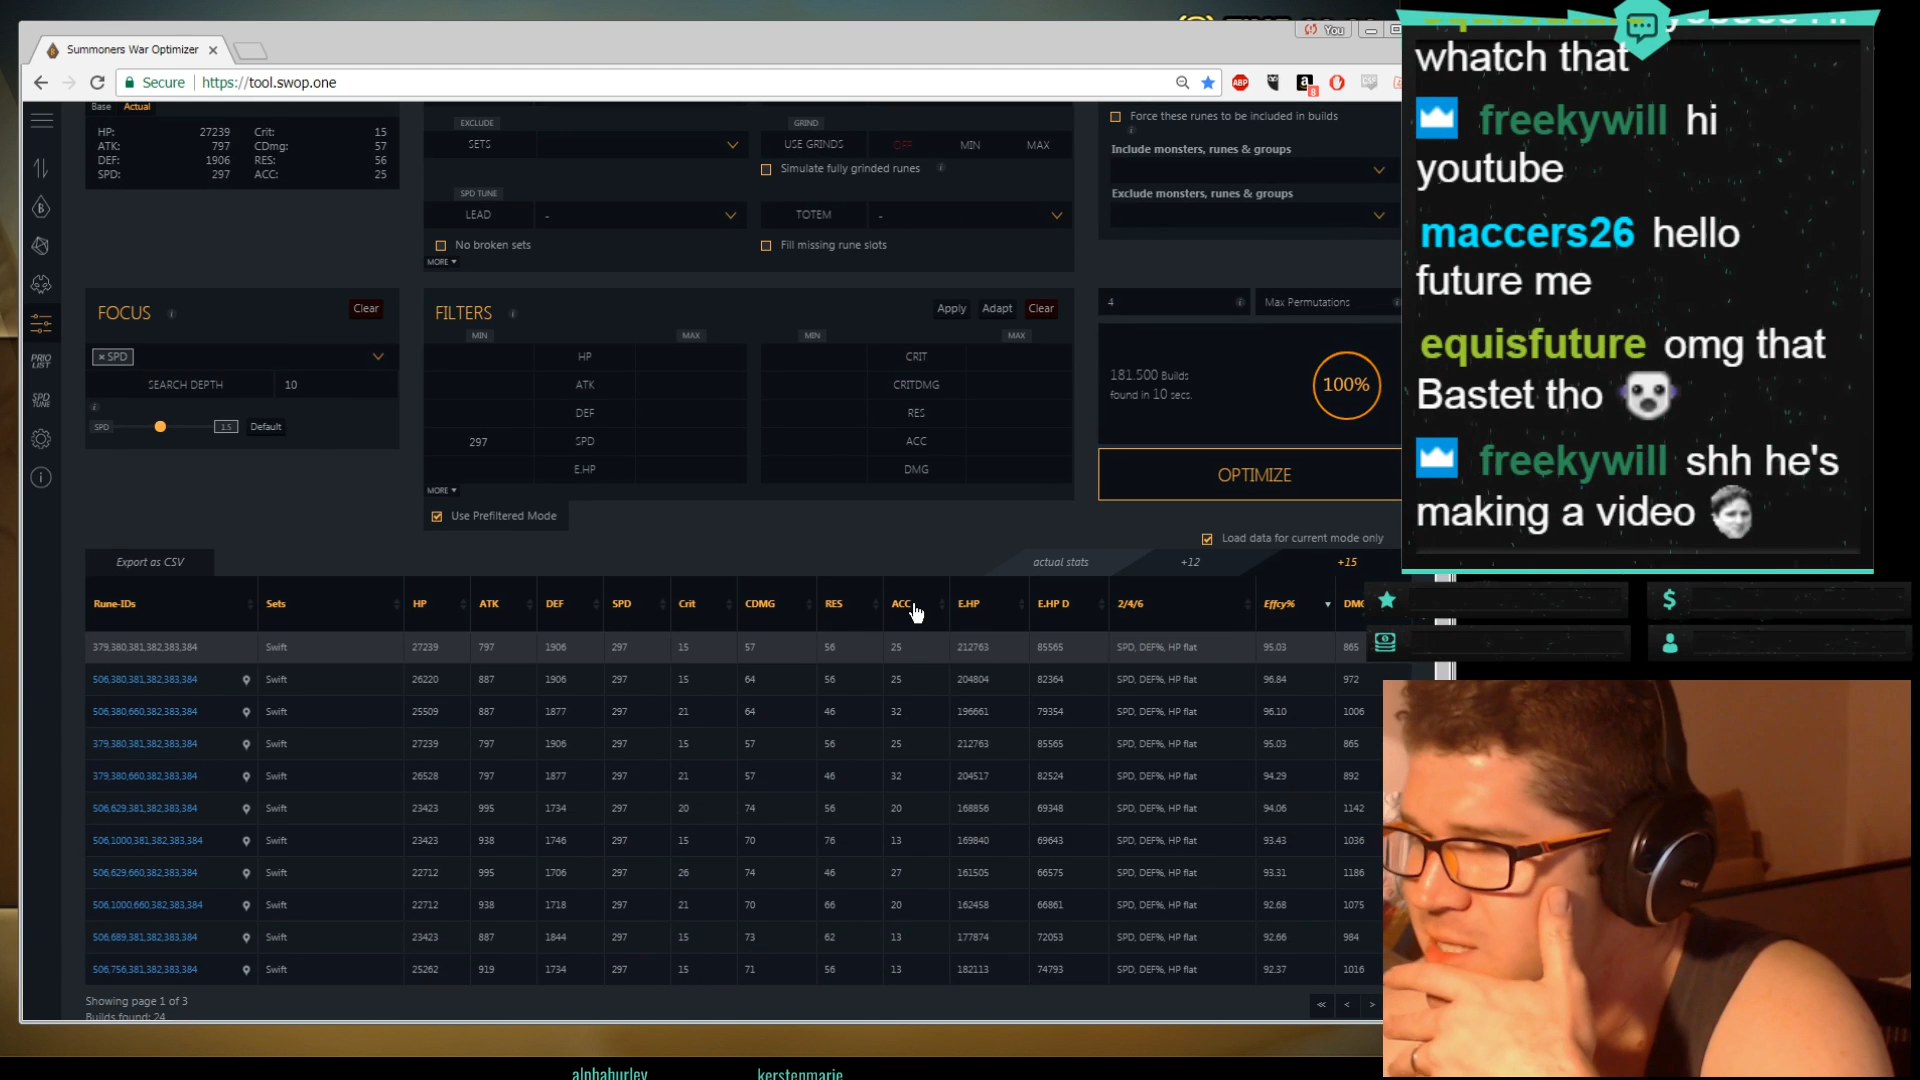 Summoners War Optimizer
You
Secure https://tool.swop.one
ABP
8
Base Actual
HP: 27239 Crit: 15
ATK: 797 CDmg: 57
DEF: 1906 RES: 56
SPD: 297 ACC: 25
EXCLUDE
SETS
GRIND
USE GRINDS OFF MIN MAX
Simulate fully grinded runes
SPD TUNE
LEAD -
TOTEM -
No broken sets
Fill missing rune slots
MORE
Force these runes to be included in builds
Include monsters, runes & groups
Exclude monsters, runes & groups
PRIO LIST
SPD TUNE
FOCUS Clear
× SPD
SEARCH DEPTH 10
SPD 1.5 Default
FILTERS Apply Adapt Clear
MIN MAX MIN MAX
HP CRIT
ATK CRITDMG
DEF RES
297 SPD ACC
E.HP DMG
MORE
Use Prefiltered Mode
4 Max Permutations
181.500 Builds
found in 10 secs.
100%
OPTIMIZE
Load data for current mode only
Export as CSV
actual stats +12 +15
Rune-IDs Sets HP ATK DEF SPD Crit CDMG RES ACC E.HP E.HP D 2/4/6 Effcy% DMG
379,380,381,382,383,384 Swift 27239 797 1906 297 15 57 56 25 212763 85565 SPD, DEF%, HP flat 95.03 865
506,380,381,382,383,384 Swift 26220 887 1906 297 15 64 56 25 204804 82364 SPD, DEF%, HP flat 96.84 972
506,380,660,382,383,384 Swift 25509 887 1877 297 21 64 46 32 196661 79354 SPD, DEF%, HP flat 96.10 1006
379,380,381,382,383,384 Swift 27239 797 1906 297 15 57 56 25 212763 85565 SPD, DEF%, HP flat 95.03 865
379,380,660,382,383,384 Swift 26528 797 1877 297 21 57 46 32 204517 82524 SPD, DEF%, HP flat 94.29 892
506,629,381,382,383,384 Swift 23423 995 1734 297 20 74 56 20 168856 69348 SPD, DEF%, HP flat 94.06 1142
506,1000,381,382,383,384 Swift 23423 938 1746 297 15 70 76 13 169840 69643 SPD, DEF%, HP flat 93.43 1036
506,629,660,382,383,384 Swift 22712 995 1706 297 26 74 46 27 161505 66575 SPD, DEF%, HP flat 93.31 1186
506,1000,660,382,383,384 Swift 22712 938 1718 297 21 70 66 20 162458 66861 SPD, DEF%, HP flat 92.68 1075
506,689,381,382,383,384 Swift 23423 887 1844 297 15 73 62 13 177874 72053 SPD, DEF%, HP flat 92.66 984
506,756,381,382,383,384 Swift 25262 919 1734 297 15 71 56 13 182113 74793 SPD, DEF%, HP flat 92.37 1016
Showing page 1 of 3
Builds found: 24
« < >
whatch that
freekywill hi
youtube
maccers26 hello
future me
equisfuture omg that
Bastet tho
freekywill shh he's
making a video
$
SONY
alphahurley kerstenmarie